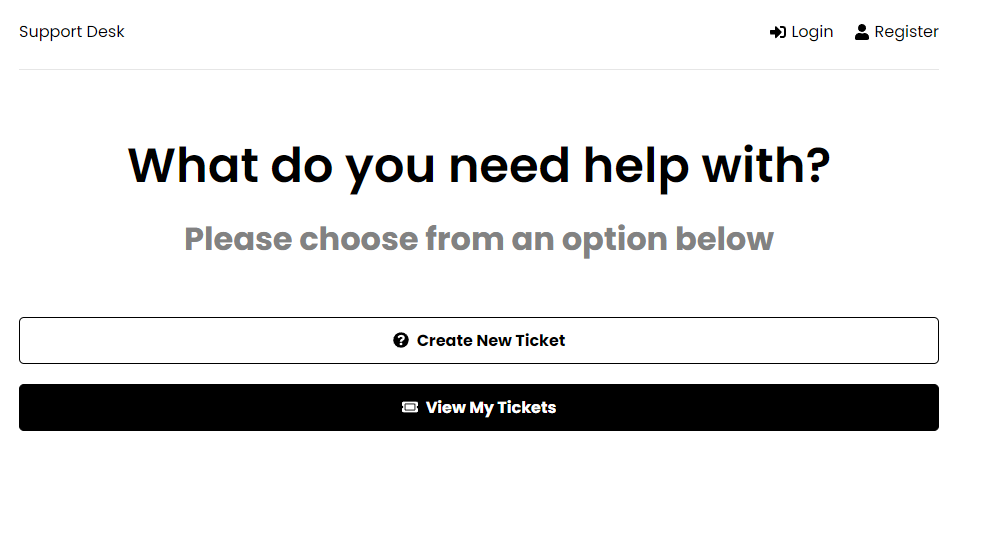 Support Desk
Login
Register
What do you need help with?
Please choose from an option below
Create New Ticket
View My Tickets